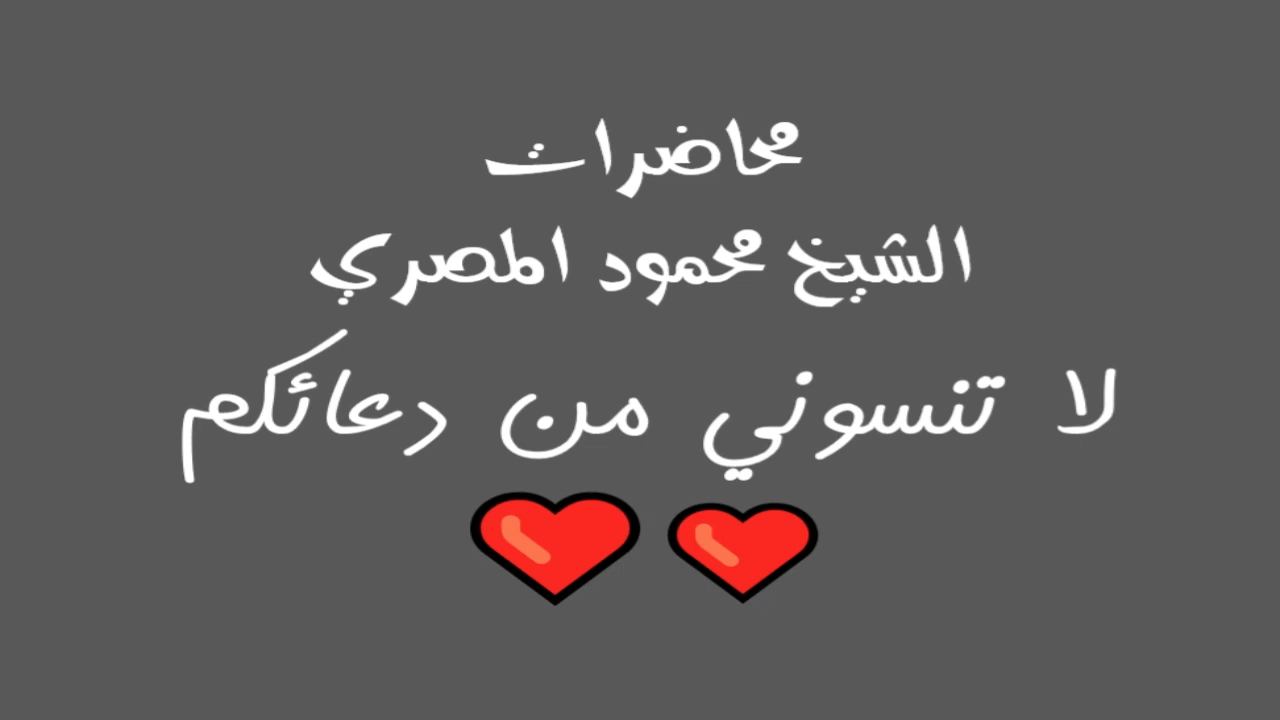 محاضرات
الشيخ محمود المصري
لا تنسوني من دعائكم